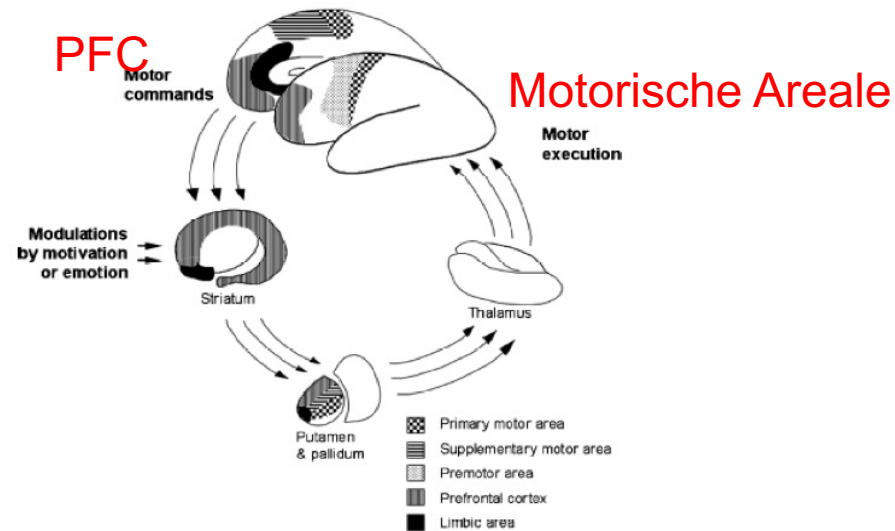 PFC
Motor
commands
Motorische Areale
Motor
execution
Modulations
by motivation
or emotion
Striatum
Thalamus
Putamen
& pallidum
Primary motor area
Supplementary motor area
Premotor area
Prefrontal cortex
Limbic area